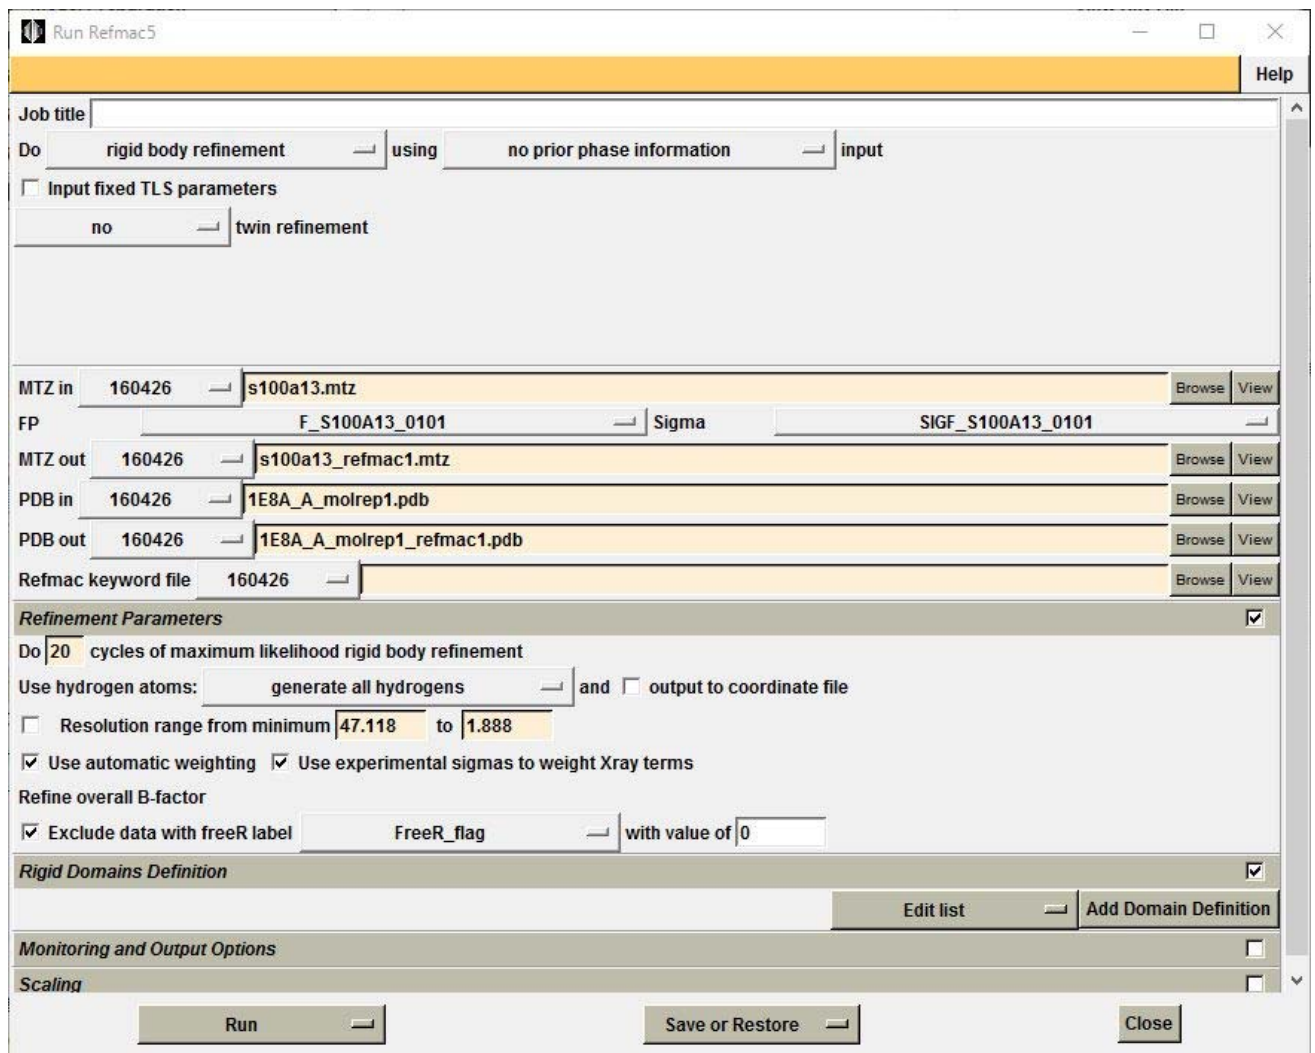 Run Refmac5
Help
Job title
Do rigid body refinement using no prior phase information input
Input fixed TLS parameters
no twin refinement
MTZ in 160426 s100a13.mtz Browse View
FP F_S100A13_0101 Sigma SIGF_S100A13_0101
MTZ out 160426 s100a13_refmac1.mtz Browse View
PDB in 160426 1E8A_A_molrep1.pdb Browse View
PDB out 160426 1E8A_A_molrep1_refmac1.pdb Browse View
Refmac keyword file 160426 Browse View
Refinement Parameters
Do 20 cycles of maximum likelihood rigid body refinement
Use hydrogen atoms: generate all hydrogens and output to coordinate file
Resolution range from minimum 47.118 to 1.888
Use automatic weighting Use experimental sigmas to weight Xray terms
Refine overall B-factor
Exclude data with freeR label FreeR_flag with value of 0
Rigid Domains Definition
Edit list Add Domain Definition
Monitoring and Output Options
Scaling
Run Save or Restore Close